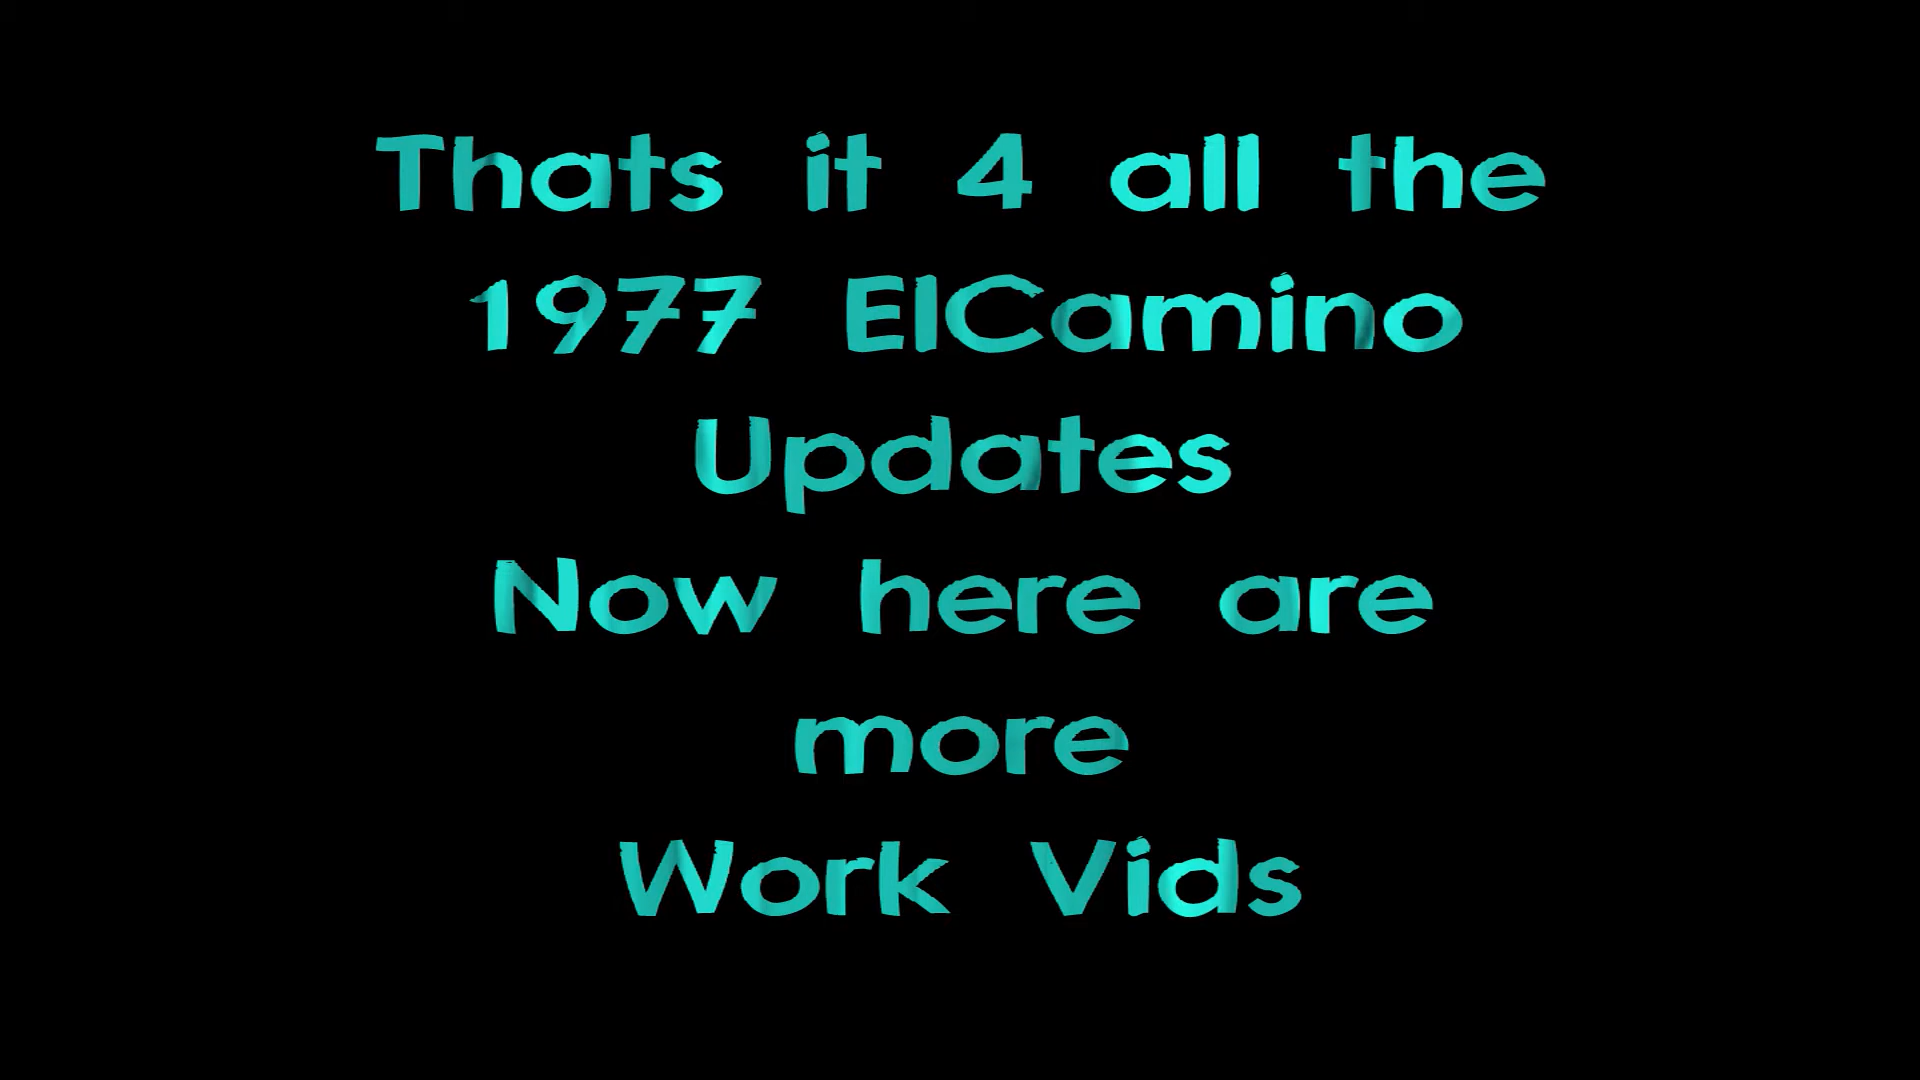 Thats it 4 all the
1977 ElCamino
Updates
Now here are
more
Work Vids